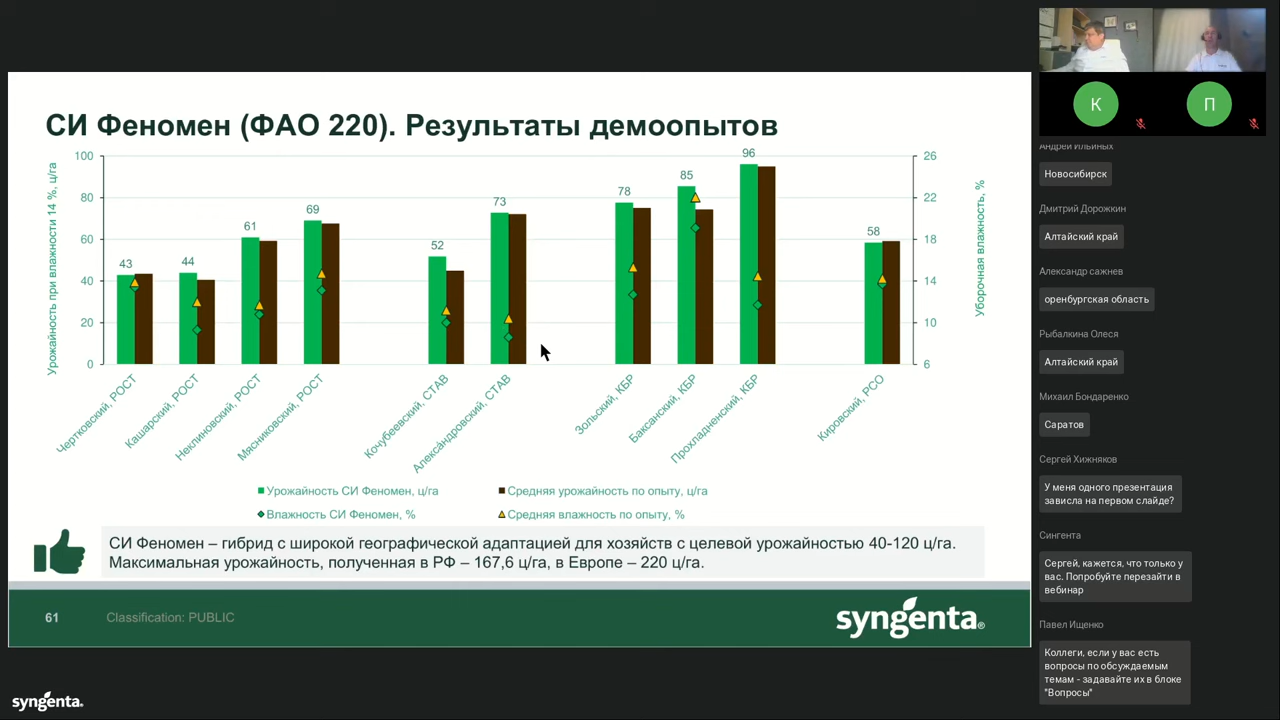 СИ Феномен (ФАО 220). Результаты демоопытов
Урожайность при влажности 14 %, ц/га
100
80
60
40
20
0
43
44
61
69
52
73
78
85
96
58
26
22
18
14
10
6
Уборочная влажность, %
Чертковский, РОСТ
Кашарский, РОСТ
Неклиновский, РОСТ
Мясниковский, РОСТ
Кочубеевский, СТАВ
Александровский, СТАВ
Зольский, КБР
Баксанский, КБР
Прохладненский, КБР
Кировский, РСО
Урожайность СИ Феномен, ц/га
Средняя урожайность по опыту, ц/га
Влажность СИ Феномен, %
Средняя влажность по опыту, %
СИ Феномен – гибрид с широкой географической адаптацией для хозяйств с целевой урожайностью 40-120 ц/га.
Максимальная урожайность, полученная в РФ – 167,6 ц/га, в Европе – 220 ц/га.
61
Classification: PUBLIC
syngenta®
syngenta.
К
П
Андрей Ильиных
Новосибирск
Дмитрий Дорожкин
Алтайский край
Александр сажнев
оренбургская область
Рыбалкина Олеся
Алтайский край
Михаил Бондаренко
Саратов
Сергей Хижняков
У меня одного презентация
зависла на первом слайде?
Сингента
Сергей, кажется, что только у
вас. Попробуйте перезайти в
вебинар
Павел Ищенко
Коллеги, если у вас есть
вопросы по обсуждаемым
темам - задавайте их в блоке
"Вопросы"